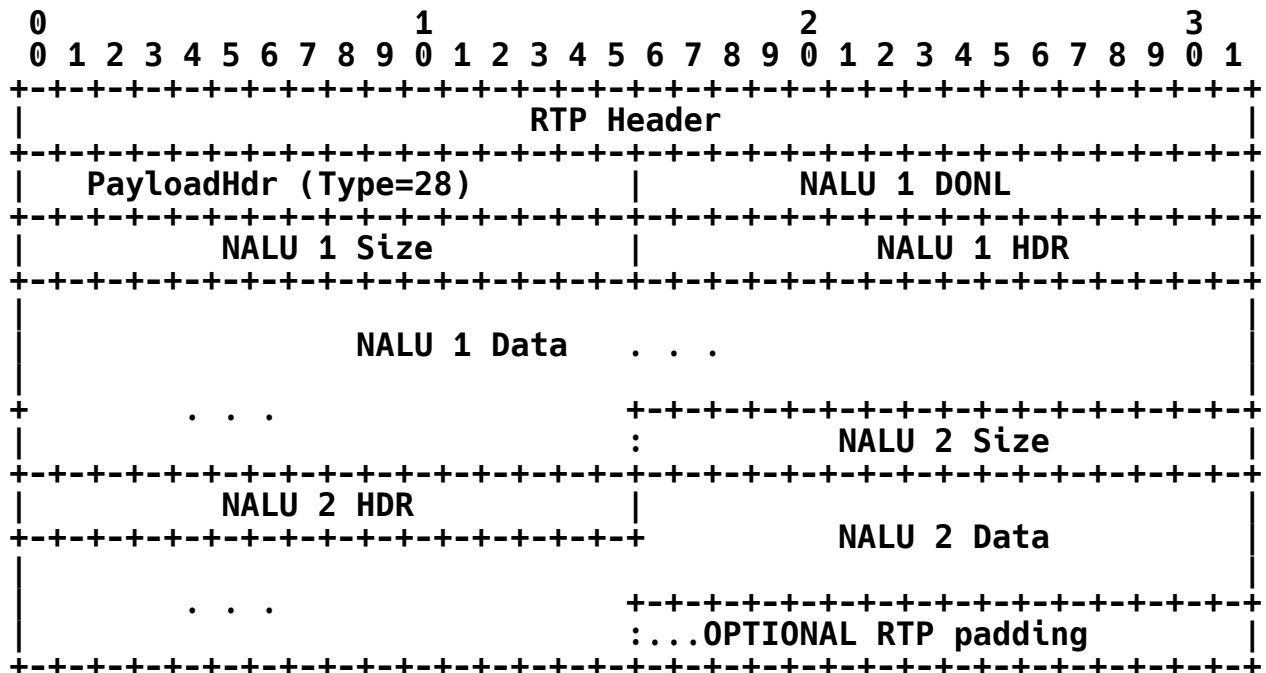 0                   1                   2                   3
 0 1 2 3 4 5 6 7 8 9 0 1 2 3 4 5 6 7 8 9 0 1 2 3 4 5 6 7 8 9 0 1
+-+-+-+-+-+-+-+-+-+-+-+-+-+-+-+-+-+-+-+-+-+-+-+-+-+-+-+-+-+-+-+-+
|                          RTP Header                           |
+-+-+-+-+-+-+-+-+-+-+-+-+-+-+-+-+-+-+-+-+-+-+-+-+-+-+-+-+-+-+-+-+
|   PayloadHdr (Type=28)        |        NALU 1 DONL            |
+-+-+-+-+-+-+-+-+-+-+-+-+-+-+-+-+-+-+-+-+-+-+-+-+-+-+-+-+-+-+-+-+
|          NALU 1 Size          |            NALU 1 HDR         |
+-+-+-+-+-+-+-+-+-+-+-+-+-+-+-+-+-+-+-+-+-+-+-+-+-+-+-+-+-+-+-+-+
|                                                               |
|                 NALU 1 Data   . . .                           |
|                                                               |
+        . . .                  +-+-+-+-+-+-+-+-+-+-+-+-+-+-+-+-+
|                               :          NALU 2 Size          |
+-+-+-+-+-+-+-+-+-+-+-+-+-+-+-+-+-+-+-+-+-+-+-+-+-+-+-+-+-+-+-+-+
|          NALU 2 HDR           |                               |
+-+-+-+-+-+-+-+-+-+-+-+-+-+-+-+-+          NALU 2 Data          |
|                                                               |
|        . . .                  +-+-+-+-+-+-+-+-+-+-+-+-+-+-+-+-+
|                               :...OPTIONAL RTP padding        |
+-+-+-+-+-+-+-+-+-+-+-+-+-+-+-+-+-+-+-+-+-+-+-+-+-+-+-+-+-+-+-+-+